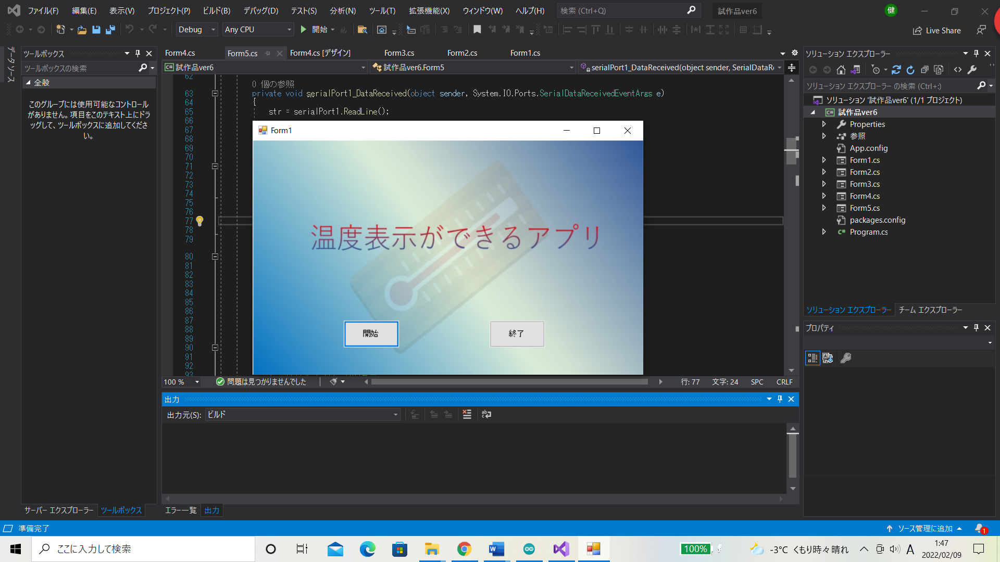 ファイル(F) 編集(E) 表示(V) プロジェクト(P) ビルド(B) デバッグ(D) テスト(S) 分析(N) ツール(T) 拡張機能(X) ウィンドウ(W) ヘルプ(H) 検索 (Ctrl+Q) 試作品ver6 健
Debug Any CPU 開始 Live Share
データ ソース
ツールボックス
ツールボックスの検索
全般
このグループには使用可能なコントロール
がありません。項目をこのテキスト上にドラ
ッグして、ツールボックスに追加してくださ
い。
サーバー エクスプローラー ツールボックス
Form4.cs Form5.cs Form4.cs [デザイン] Form3.cs Form2.cs Form1.cs
試作品ver6 試作品ver6.Form5 serialPort1_DataReceived(object sender, SerialDataR
62
0 個の参照
63 private void serialPort1_DataReceived(object sender, System.IO.Ports.SerialDataReceivedEventArgs e)
64 {
65 str = serialPort1.ReadLine();
66
67
68
69
70
71
72
73
74
75
76
77
78
79
80
81
82
83
84
85
86
87
88
89
90
91
92
93
Form1
温度表示ができるアプリ
開始 終了
100 % 問題は見つかりませんでした 行: 77 文字: 24 SPC CRLF
出力
出力元(S): ビルド
エラー一覧 出力
ソリューション エクスプローラー
ソリューション エクスプローラー の検索 (Ctrl+:)
ソリューション '試作品ver6' (1/1 プロジェクト)
試作品ver6
Properties
参照
App.config
Form1.cs
Form2.cs
Form3.cs
Form4.cs
Form5.cs
packages.config
Program.cs
ソリューション エクスプローラー チーム エクスプローラー
プロパティ
準備完了 ソース管理に追加 1
ここに入力して検索 100% -3°C くもり時々晴れ A 1:47
2022/02/09